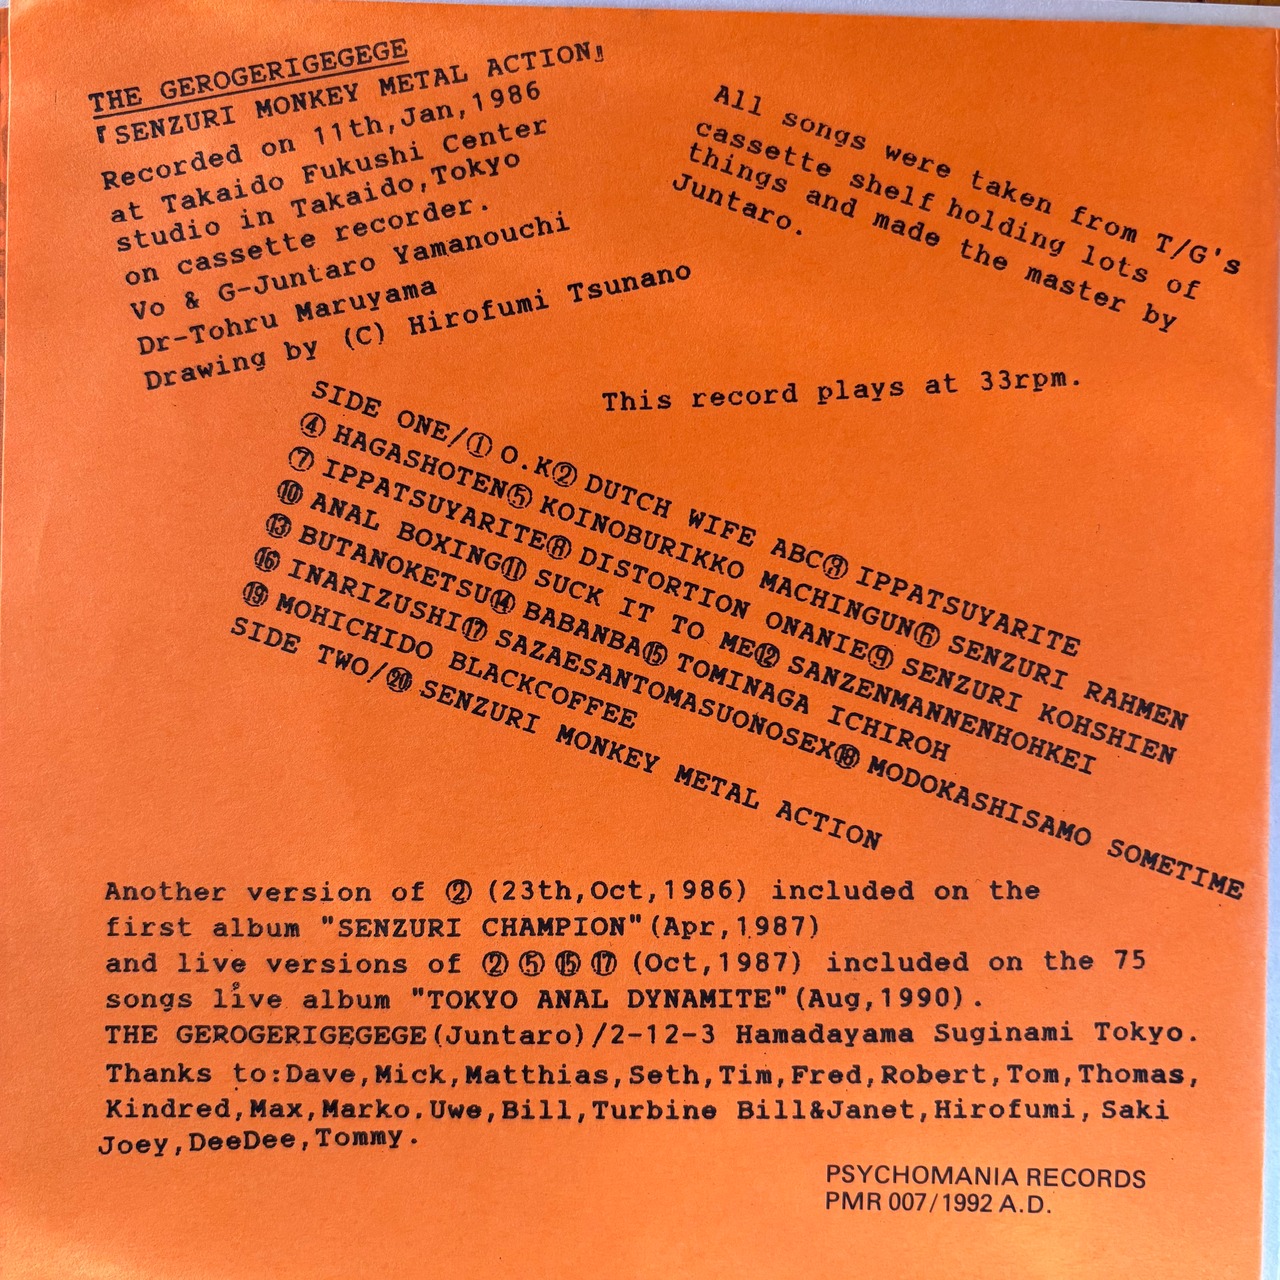 THE GEROGERIGEGEGE
『SENZURI MONKEY METAL ACTION』
Recorded on 11th,Jan,1986
at Takaido Fukushi Center
studio in Takaido,Tokyo
on cassette recorder.
Vo & G-Juntaro Yamanouchi
Dr-Tohru Maruyama
Drawing by (C) Hirofumi Tsunano
All songs were taken from T/G's
cassette shelf holding lots of
things and made the master by
Juntaro.
This record plays at 33rpm.
SIDE ONE/① O.K② DUTCH WIFE ABC③ IPPATSUYARITE
④ HAGASHOTEN⑤ KOINOBURIKKO MACHINGUN⑥ SENZURI RAHMEN
⑦ IPPATSUYARITE⑧ DISTORTION ONANIE⑨ SENZURI KOHSHIEN
⑩ ANAL BOXING⑪ SUCK IT TO ME⑫ SANZENMANNENHOHKEI
⑬ BUTANOKETSU⑭ BABANBA⑮ TOMINAGA ICHIROH
⑯ INARIZUSHI⑰ SAZAESANTOMASUONOSEX⑱ MODOKASHISAMO SOMETIME
⑲ MOHICHIDO BLACKCOFFEE
SIDE TWO/⑳ SENZURI MONKEY METAL ACTION
Another version of ② (23th,Oct,1986) included on the
first album "SENZURI CHAMPION"(Apr,1987)
and live versions of ② ⑤ ⑮ ⑰ (Oct,1987) included on the 75
songs live album "TOKYO ANAL DYNAMITE"(Aug,1990).
THE GEROGERIGEGEGE(Juntaro)/2-12-3 Hamadayama Suginami Tokyo.
Thanks to:Dave,Mick,Matthias,Seth,Tim,Fred,Robert,Tom,Thomas,
Kindred,Max,Marko.Uwe,Bill,Turbine Bill&Janet,Hirofumi, Saki
Joey,DeeDee,Tommy.
PSYCHOMANIA RECORDS
PMR 007/1992 A.D.